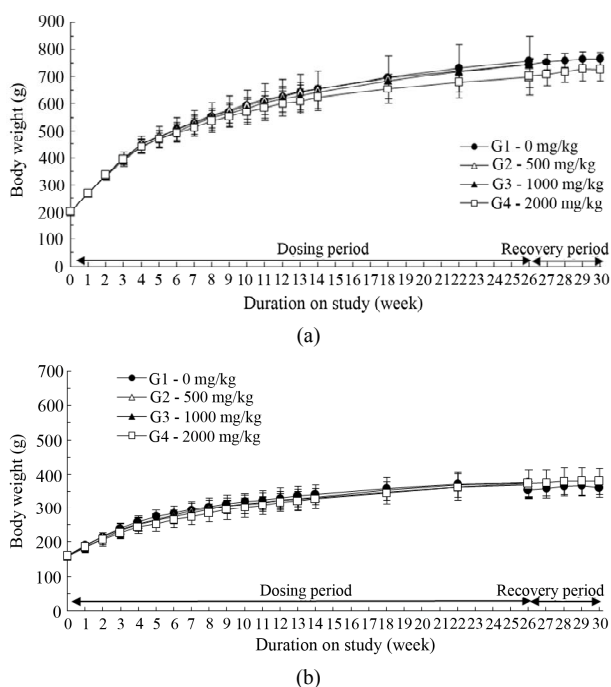 900
800
700
600
500
400
300
200
100
0
Body weight (g)
G1 - 0 mg/kg
G2 - 500 mg/kg
G3 - 1000 mg/kg
G4 - 2000 mg/kg
Dosing period
Recovery period
0 1 2 3 4 5 6 7 8 9 10 11 12 13 14 15 16 17 18 19 20 21 22 23 24 25 26 27 28 29 30
Duration on study (week)
(a)
700
600
500
400
300
200
100
0
Body weight (g)
G1 - 0 mg/kg
G2 - 500 mg/kg
G3 - 1000 mg/kg
G4 - 2000 mg/kg
Dosing period
Recovery period
0 1 2 3 4 5 6 7 8 9 10 11 12 13 14 15 16 17 18 19 20 21 22 23 24 25 26 27 28 29 30
Duration on study (week)
(b)